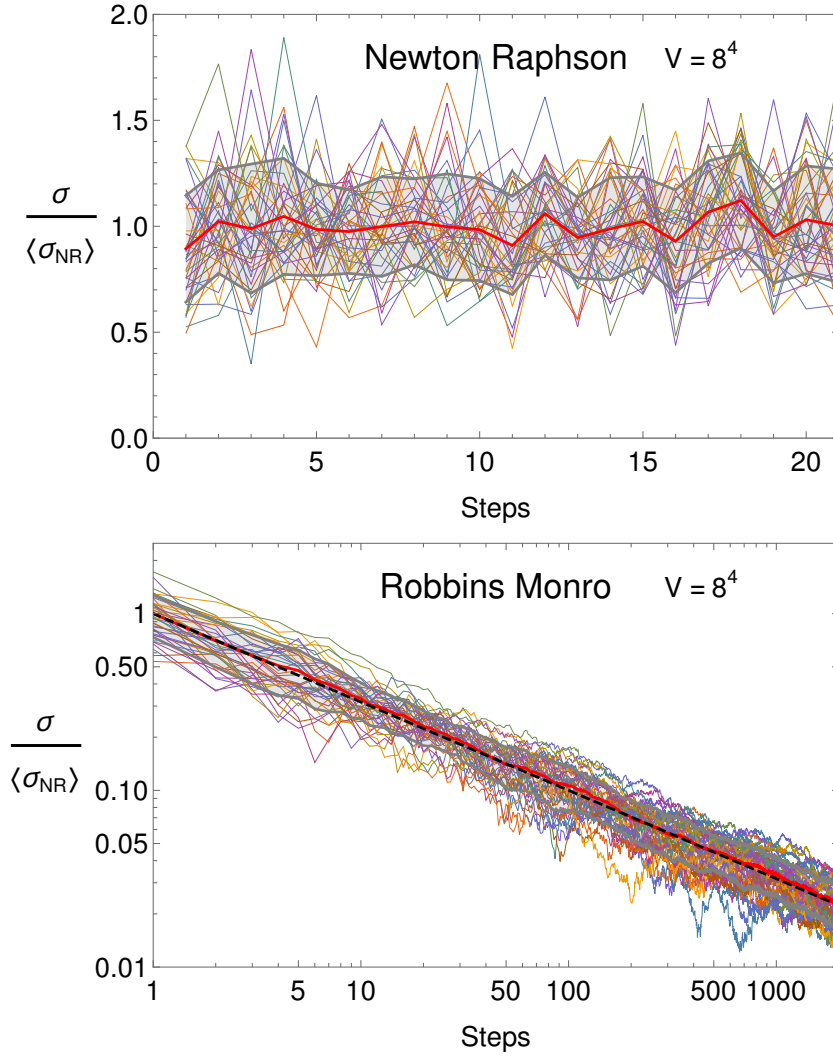 2.0
Newton Raphson V = 8⁴
1.5
σ
1.0
⟨σNR⟩
0.5
0.0
0 5 10 15 20
Steps
Robbins Monro V = 8⁴
1
0.50
σ
⟨σNR⟩
0.10
0.05
0.01
1 5 10 50 100 500 1000
Steps